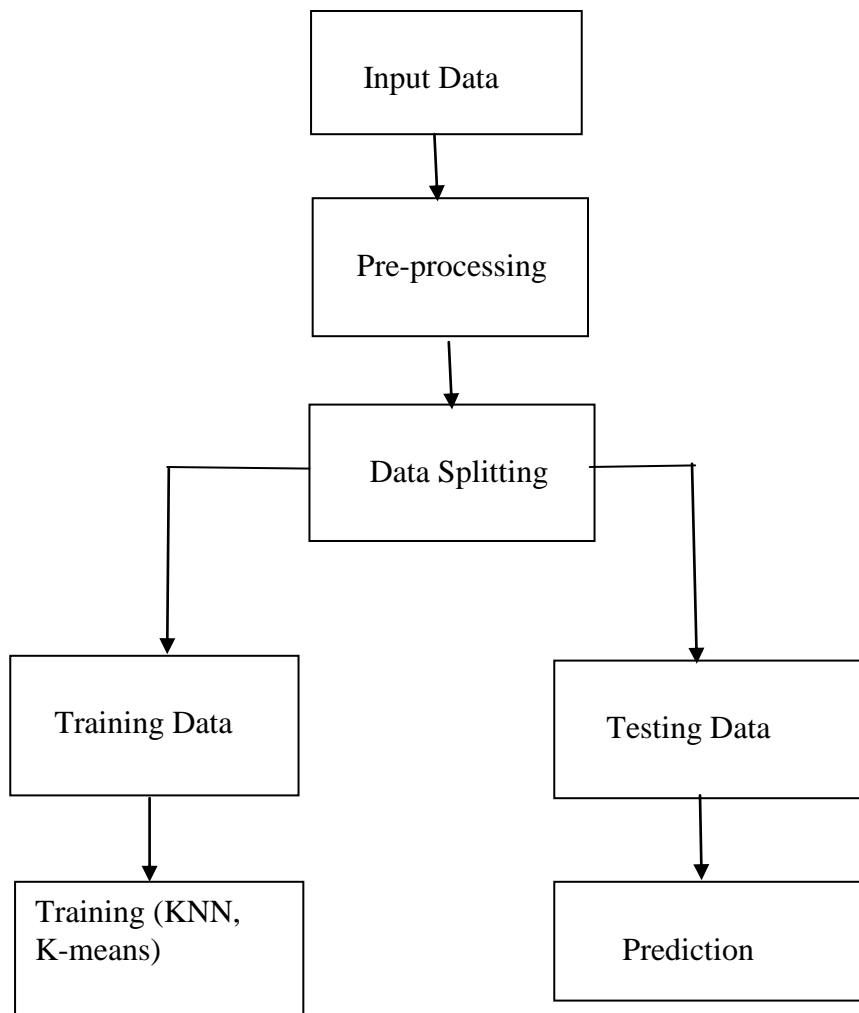 Input Data
Pre-processing
Data Splitting
Training Data
Testing Data
Training (KNN,
K-means)
Prediction